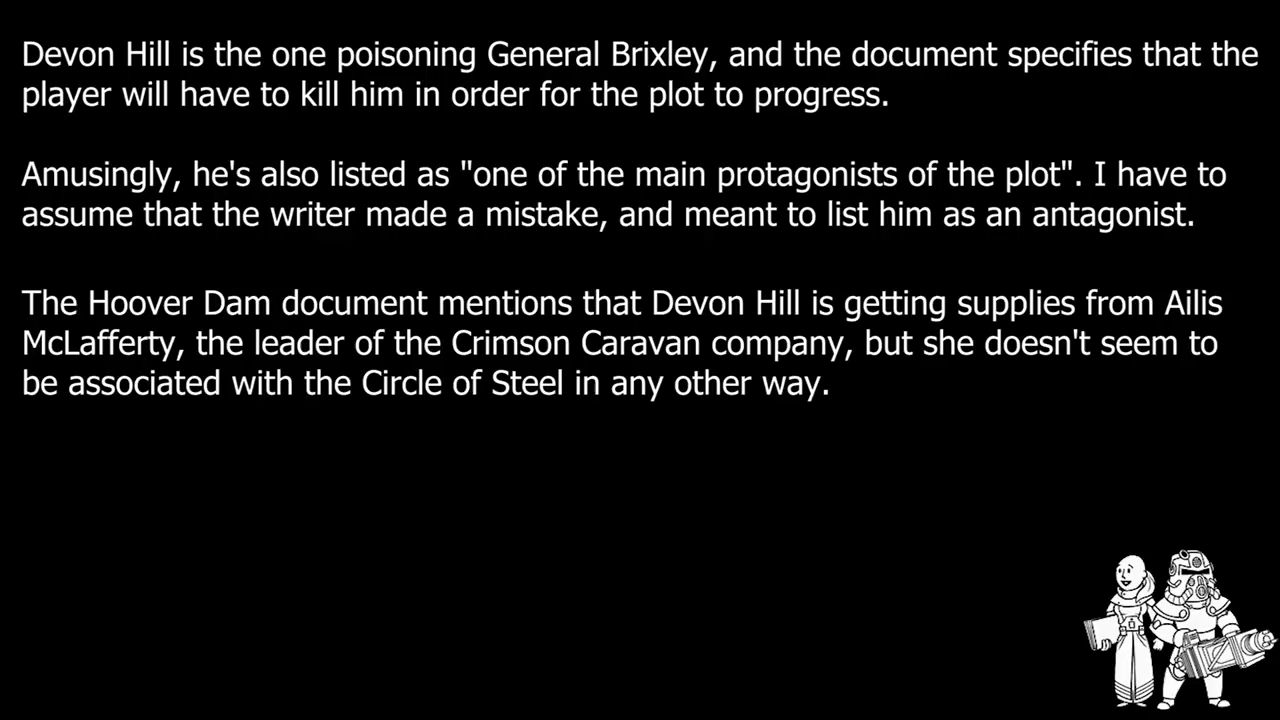 Devon Hill is the one poisoning General Brixley, and the document specifies that the
player will have to kill him in order for the plot to progress.
Amusingly, he's also listed as "one of the main protagonists of the plot". I have to
assume that the writer made a mistake, and meant to list him as an antagonist.
The Hoover Dam document mentions that Devon Hill is getting supplies from Ailis
McLafferty, the leader of the Crimson Caravan company, but she doesn't seem to
be associated with the Circle of Steel in any other way.